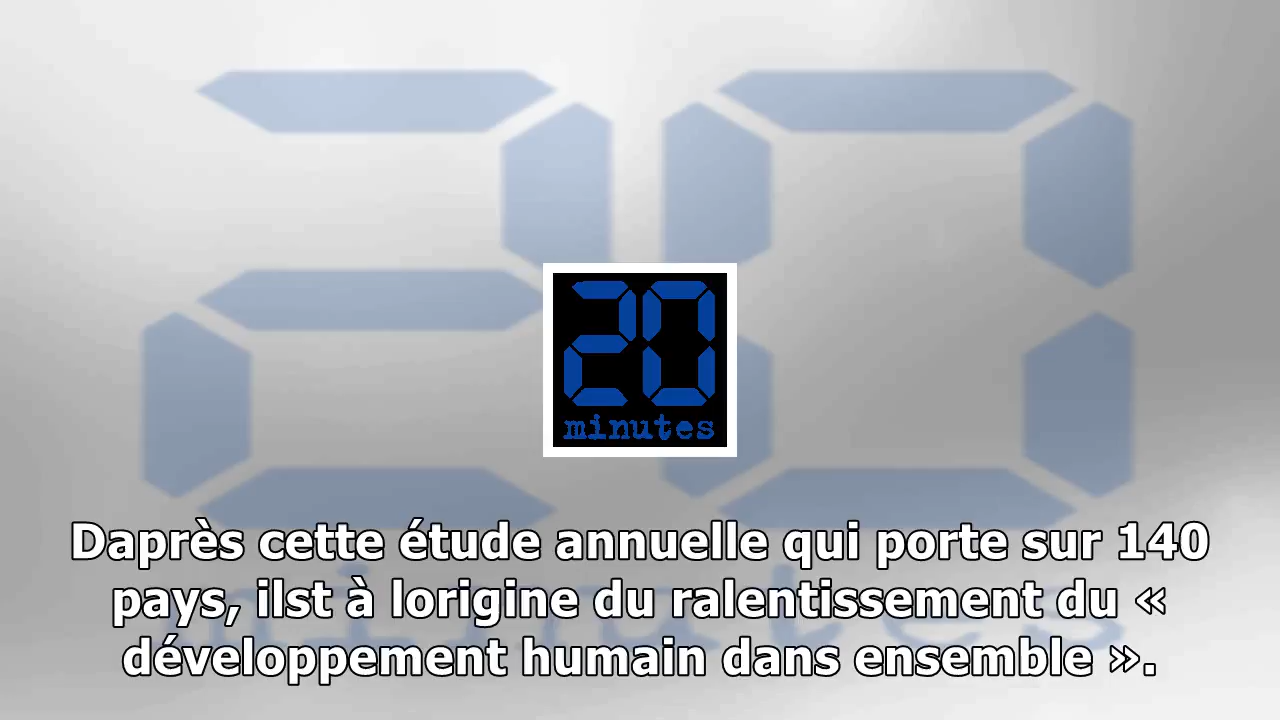 20
minutes
Daprès cette étude annuelle qui porte sur 140
pays, ilst à lorigine du ralentissement du «
développement humain dans ensemble ».